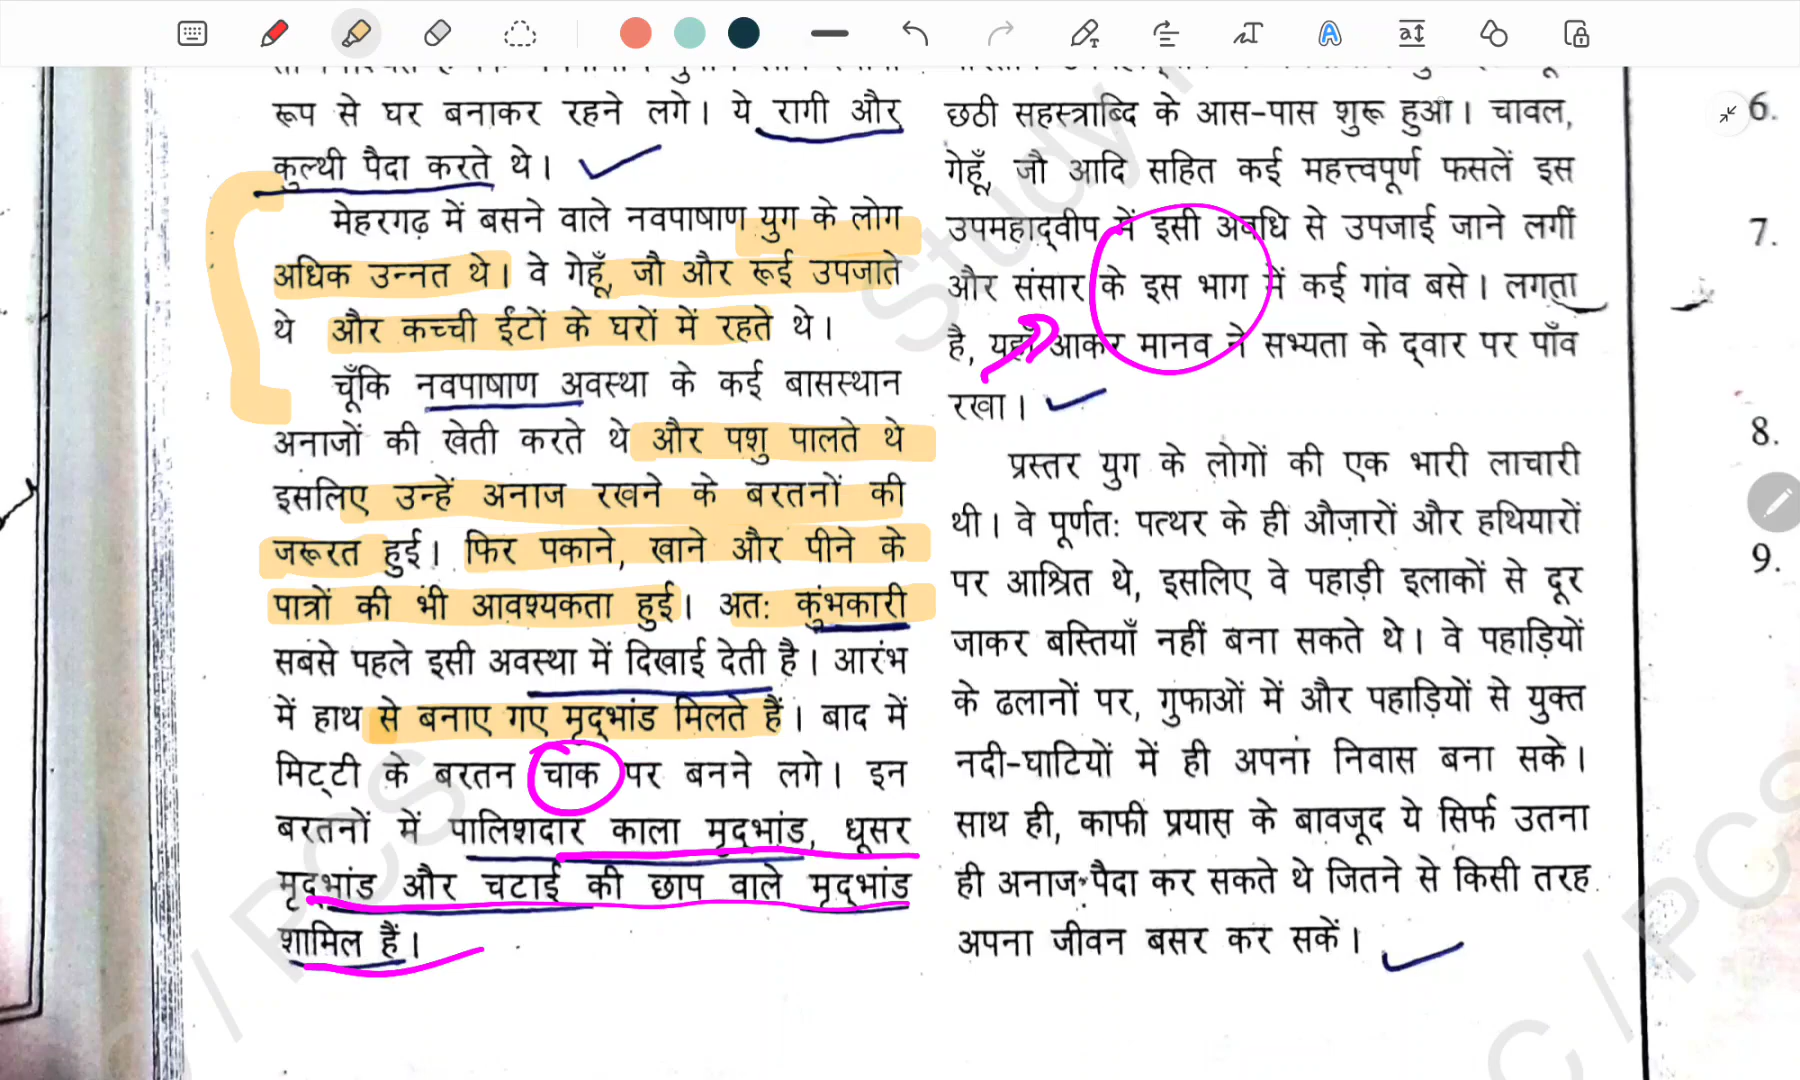 रूप से घर बनाकर रहने लगे। ये रागी और
कुल्थी पैदा करते थे।
मेहरगढ़ में बसने वाले नवपाषाण युग के लोग
अधिक उन्नत थे। वे गेहूँ, जौ और रूई उपजाते
थे और कच्ची ईंटों के घरों में रहते थे।
चूँकि नवपाषाण अवस्था के कई बासस्थान
अनाजों की खेती करते थे और पशु पालते थे
इसलिए उन्हें अनाज रखने के बरतनों की
जरूरत हुई। फिर पकाने, खाने और पीने के
पात्रों की भी आवश्यकता हुई। अतः कुंभकारी
सबसे पहले इसी अवस्था में दिखाई देती है। आरंभ
में हाथ से बनाए गए मृद्भांड मिलते हैं। बाद में
मिट्टी के बरतन चाक पर बनने लगे। इन
बरतनों में पालिशदार काला मृद्भांड, धूसर
मृद्भांड और चटाई की छाप वाले मृद्भांड
शामिल हैं।
छठी सहस्त्राब्दि के आस-पास शुरू हुआ। चावल,
गेहूँ, जौ आदि सहित कई महत्त्वपूर्ण फसलें इस
उपमहाद्वीप में इसी अवधि से उपजाई जाने लगीं
और संसार के इस भाग में कई गांव बसे। लगता
है, यहाँ आकर मानव ने सभ्यता के द्वार पर पाँव
रखा।
प्रस्तर युग के लोगों की एक भारी लाचारी
थी। वे पूर्णतः पत्थर के ही औज़ारों और हथियारों
पर आश्रित थे, इसलिए वे पहाड़ी इलाकों से दूर
जाकर बस्तियाँ नहीं बना सकते थे। वे पहाड़ियों
के ढलानों पर, गुफाओं में और पहाड़ियों से युक्त
नदी-घाटियों में ही अपना निवास बना सके।
साथ ही, काफी प्रयास के बावजूद ये सिर्फ उतना
ही अनाज पैदा कर सकते थे जितने से किसी तरह
अपना जीवन बसर कर सकें।
6.
7.
8.
9.
Study
/ PCS
C / PCS